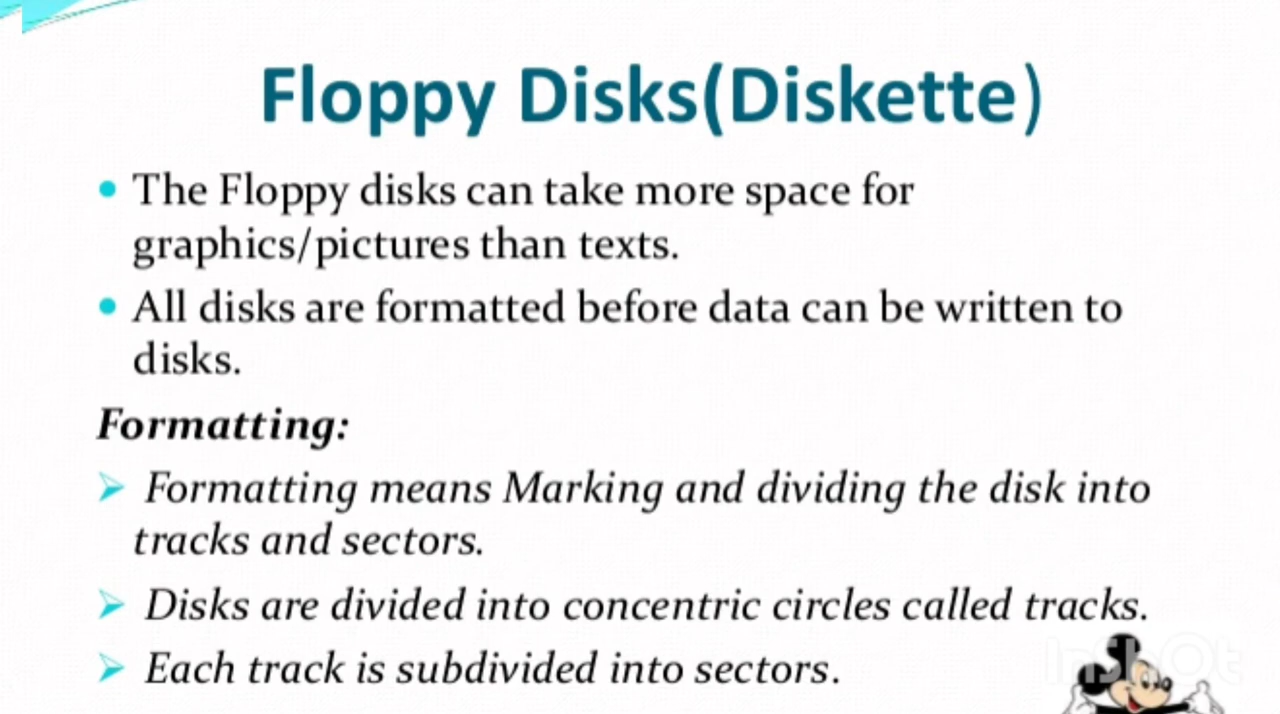 Floppy Disks(Diskette)
• The Floppy disks can take more space for
graphics/pictures than texts.
• All disks are formatted before data can be written to
disks.
Formatting:
➢ Formatting means Marking and dividing the disk into
tracks and sectors.
➢ Disks are divided into concentric circles called tracks.
➢ Each track is subdivided into sectors.
InShOt